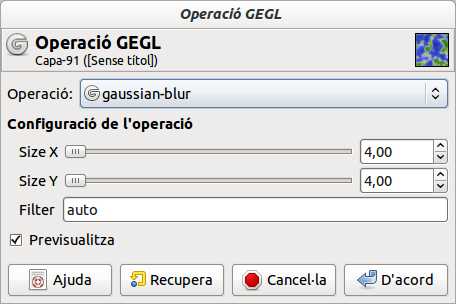 Operació GEGL
Operació GEGL
Capa-91 ([Sense títol])
Operació: gaussian-blur
Configuració de l'operació
Size X 4,00
Size Y 4,00
Filter auto
Previsualitza
Ajuda Recupera Cancel·la D'acord